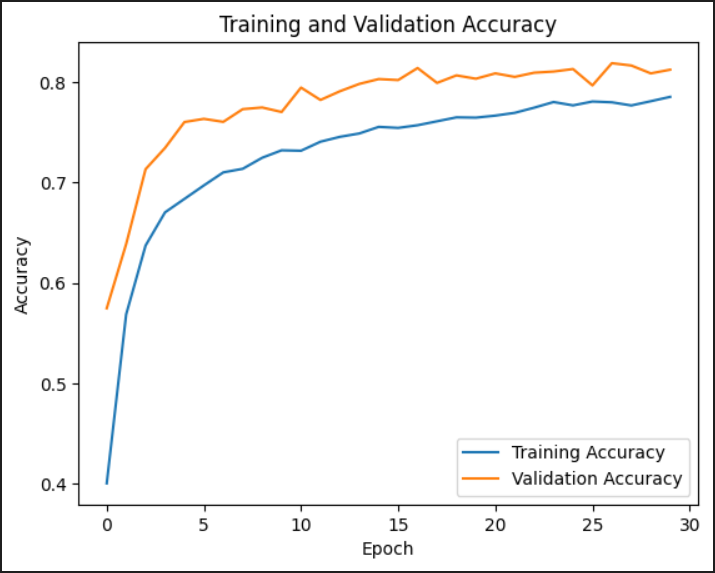 Training and Validation Accuracy
0.8
0.7
0.6
0.5
0.4
Accuracy
Training Accuracy
Validation Accuracy
0 5 10 15 20 25 30
Epoch